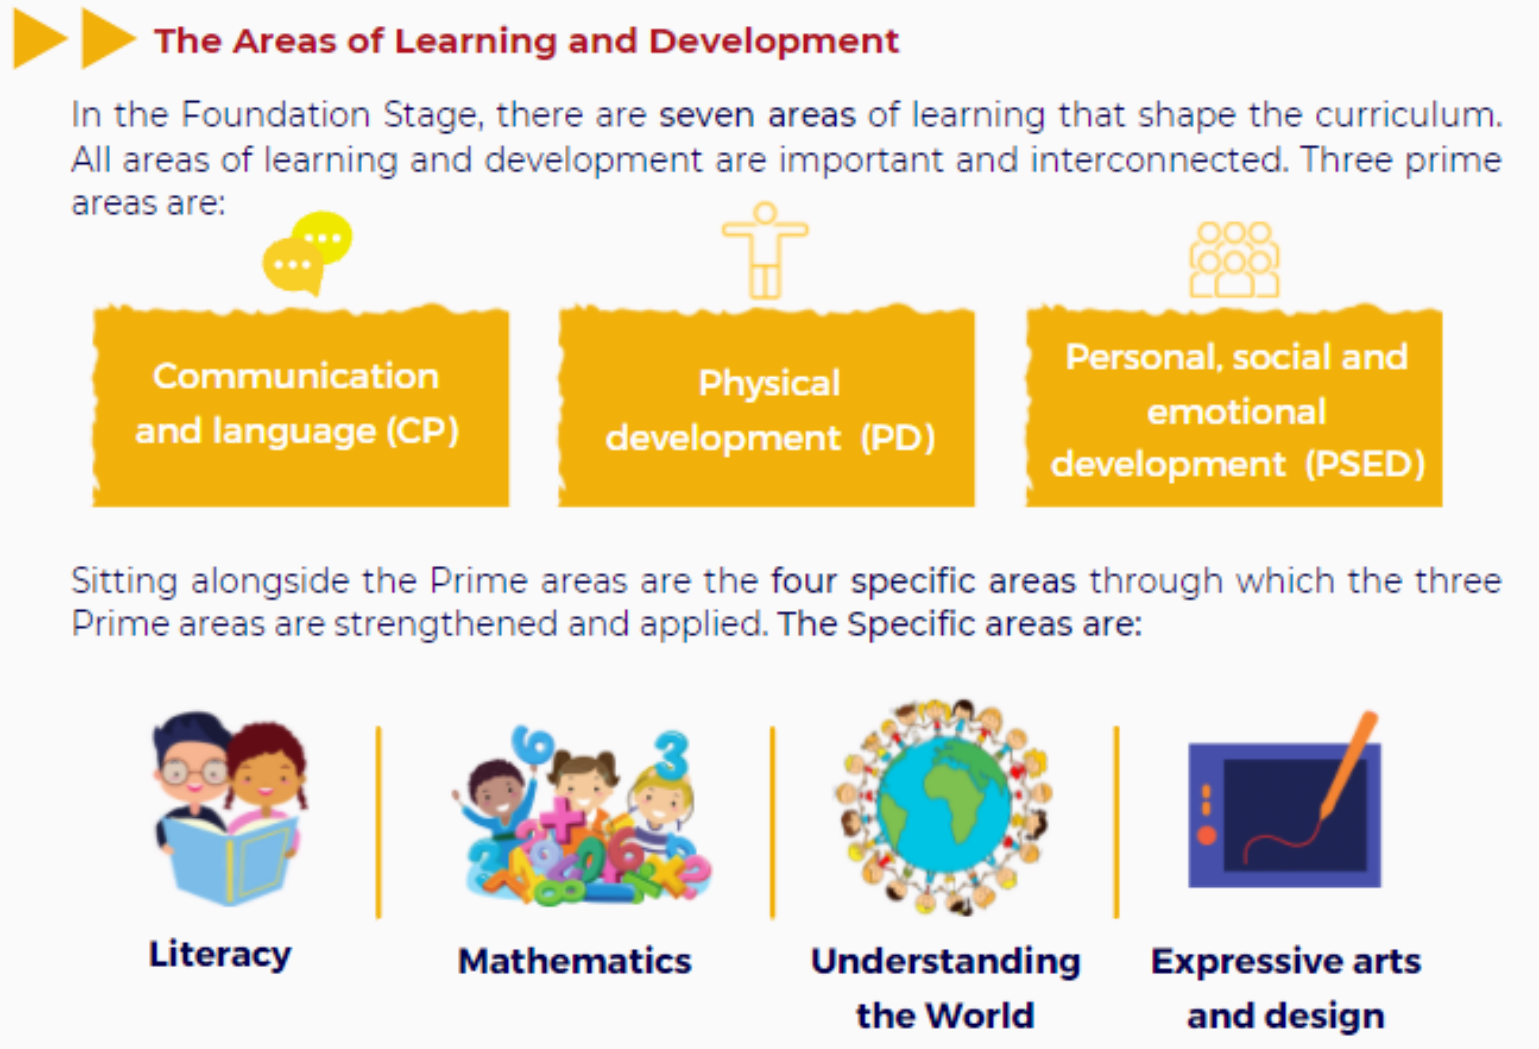 The Areas of Learning and Development
In the Foundation Stage, there are seven areas of learning that shape the curriculum.
All areas of learning and development are important and interconnected. Three prime
areas are:
Communication
and language (CP)
Physical
development (PD)
Personal, social and
emotional
development (PSED)
Sitting alongside the Prime areas are the four specific areas through which the three
Prime areas are strengthened and applied. The Specific areas are:
Literacy
Mathematics
Understanding
the World
Expressive arts
and design